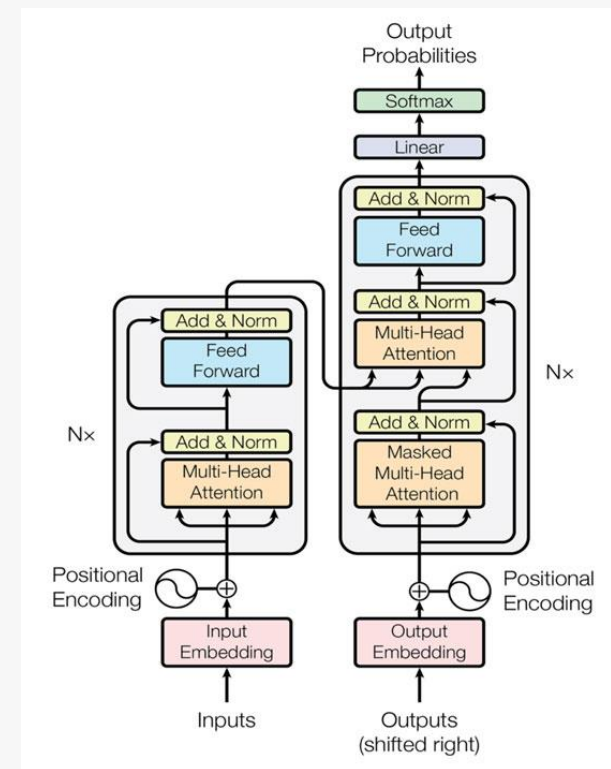 Output
Probabilities
Softmax
Linear
Add & Norm
Feed
Forward
Add & Norm
Multi-Head
Attention
Add & Norm
Masked
Multi-Head
Attention
N×
Add & Norm
Feed
Forward
Add & Norm
Multi-Head
Attention
N×
Positional
Encoding
Positional
Encoding
Input
Embedding
Output
Embedding
Inputs
Outputs
(shifted right)